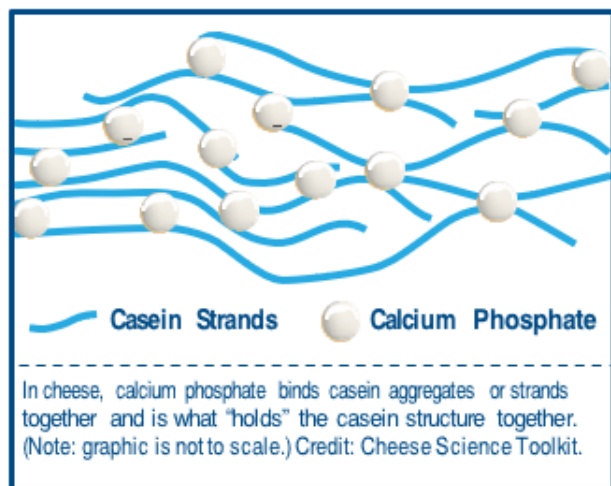 Casein Strands Calcium Phosphate
In cheese, calcium phosphate binds casein aggregates or strands
together and is what “holds” the casein structure together.
(Note: graphic is not to scale.) Credit: Cheese Science Toolkit.